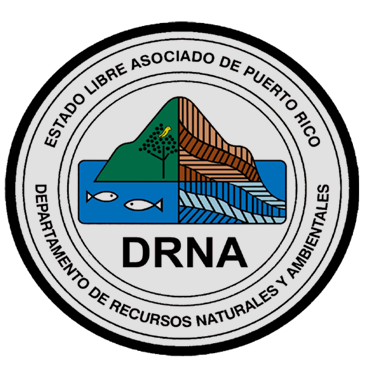 ESTADO LIBRE ASOCIADO DE PUERTO RICO
DRNA
DEPARTAMENTO DE RECURSOS NATURALES Y AMBIENTALES